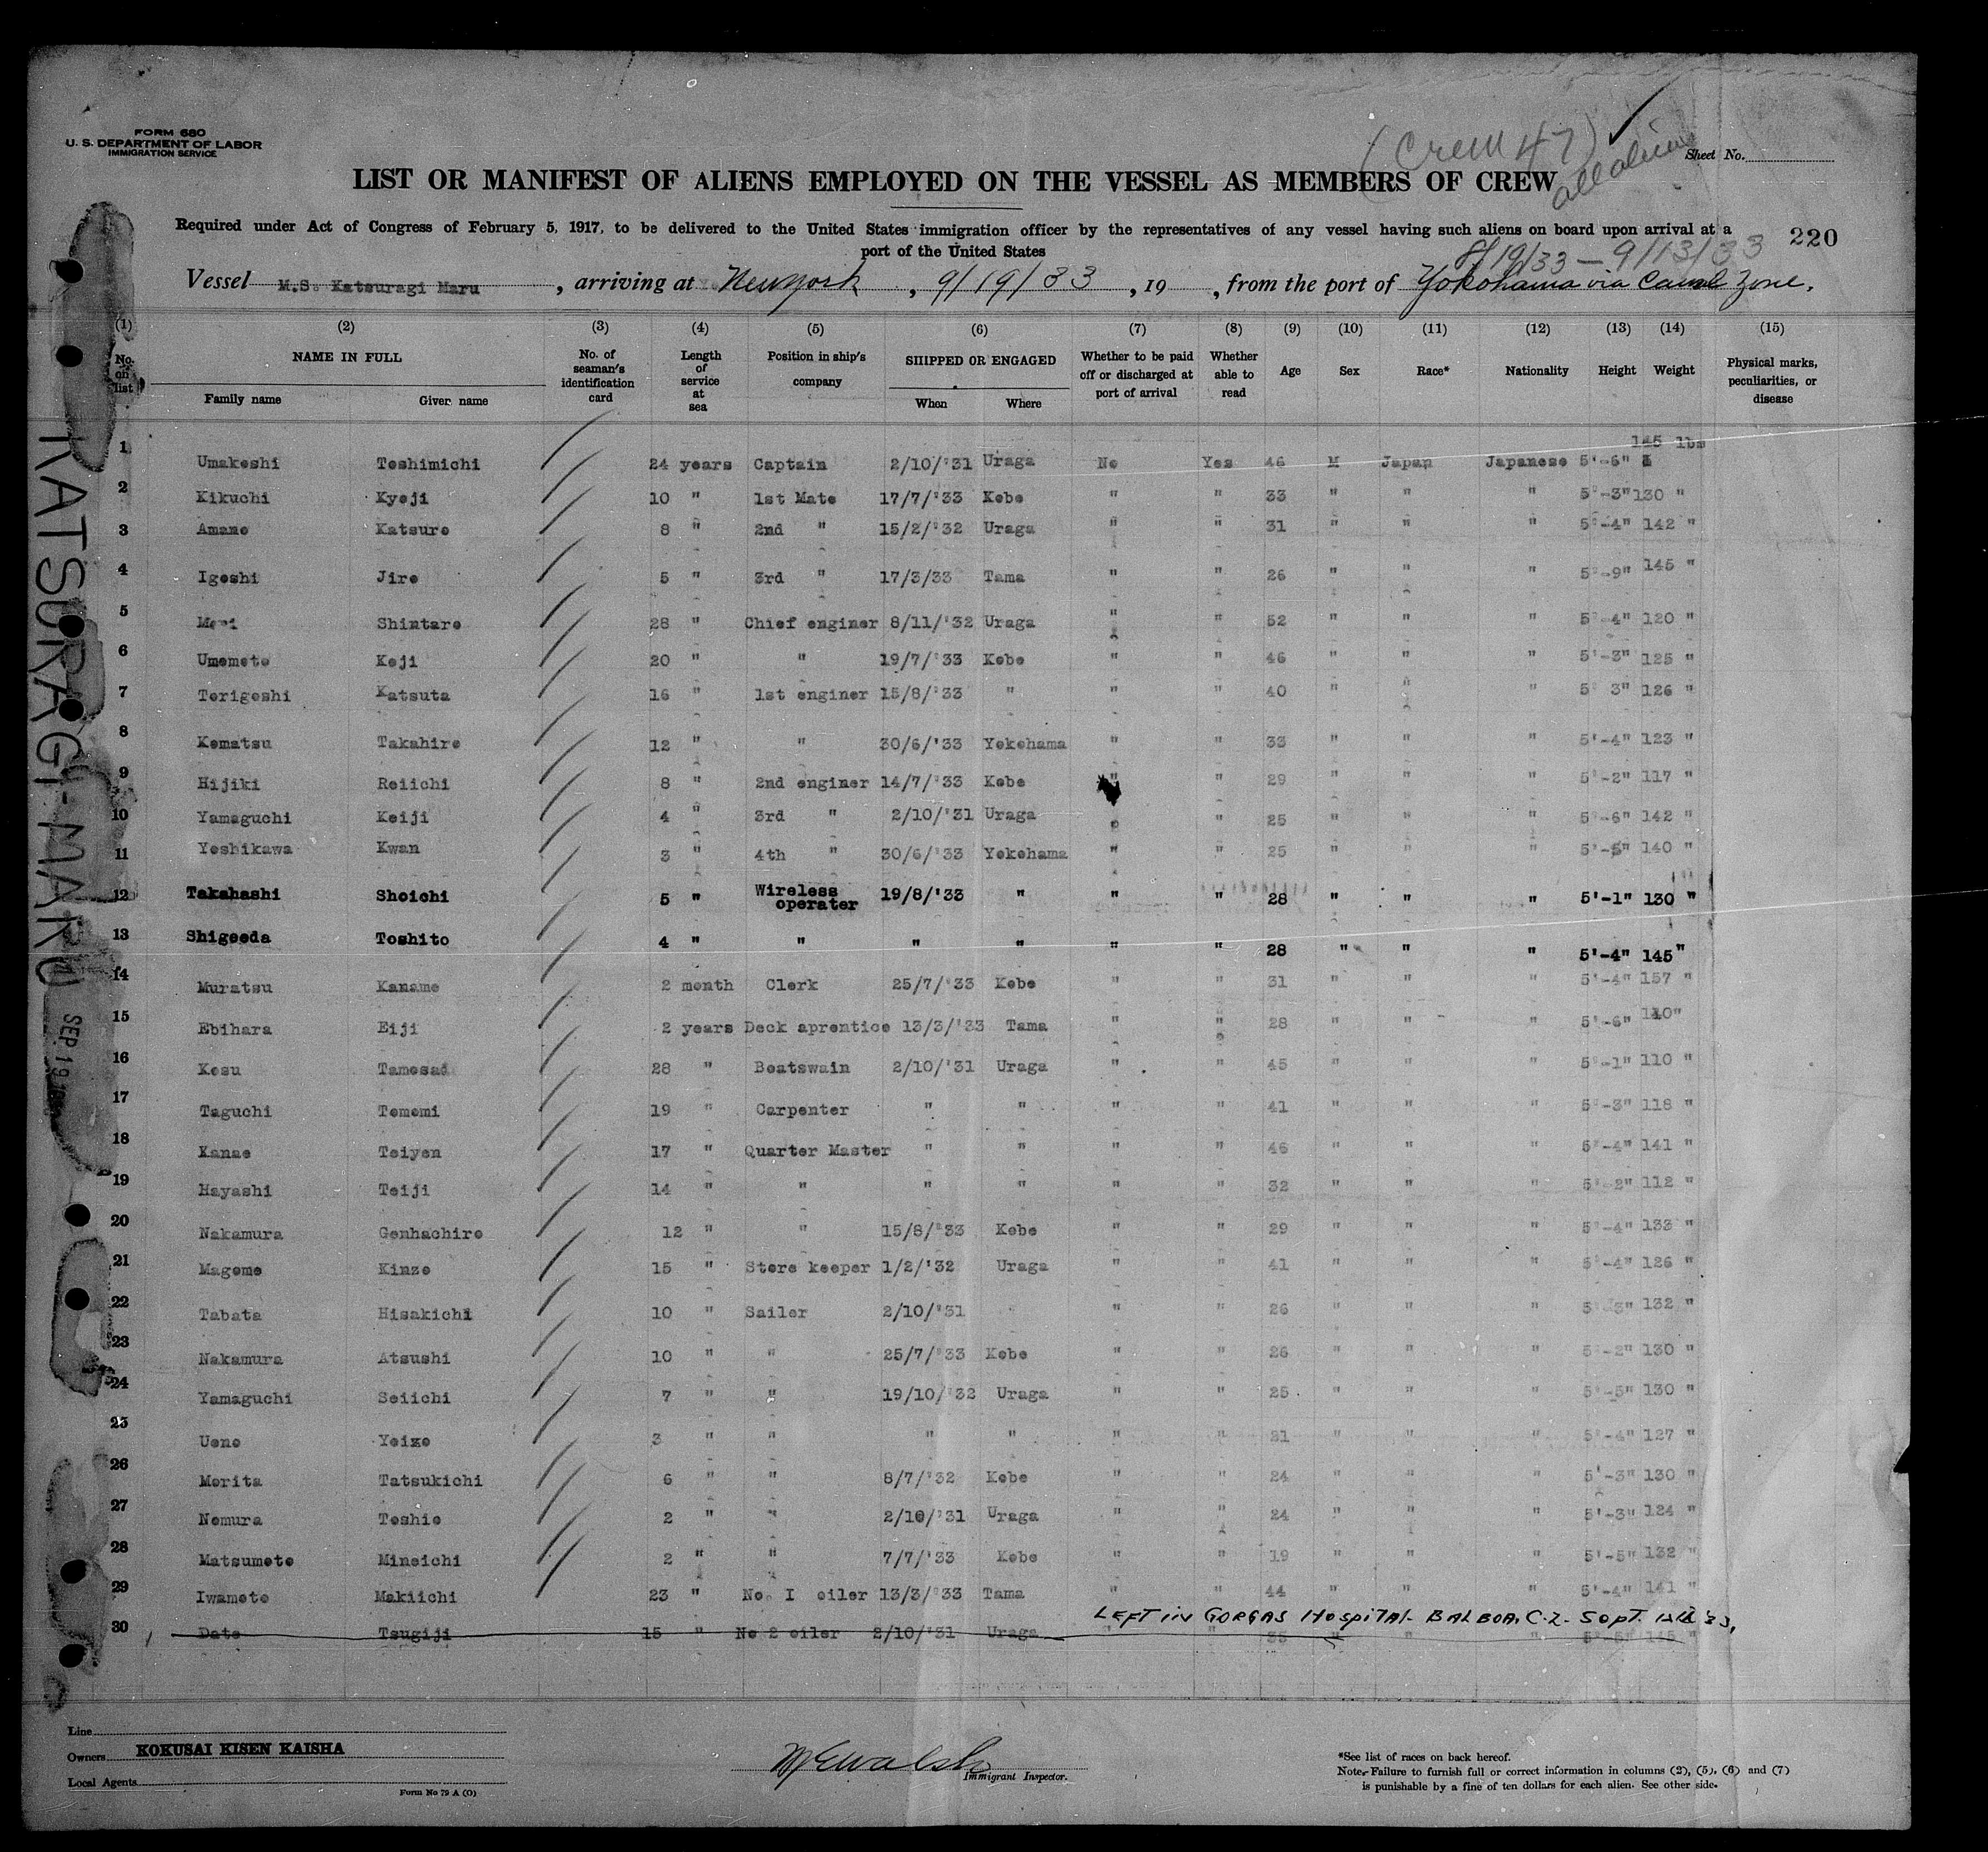 FORM 680
U. S. DEPARTMENT OF LABOR
IMMIGRATION SERVICE
(Crew 47)
all aliens
Sheet No.
LIST OR MANIFEST OF ALIENS EMPLOYED ON THE VESSEL AS MEMBERS OF CREW
Required under Act of Congress of February 5, 1917, to be delivered to the United States immigration officer by the representatives of any vessel having such aliens on board upon arrival at a
port of the United States
220
8/19/33 — 9/13/33
Vessel M.S. Katsuragi Maru, arriving at New York, 9/19/33, 19 , from the port of Yokohama via Canal Zone.
(1) (2) (3) (4) (5) (6) (7) (8) (9) (10) (11) (12) (13) (14) (15)
No. on list NAME IN FULL Family name Given name No. of seaman's identification card Length of service at sea Position in ship's company SHIPPED OR ENGAGED When Where Whether to be paid off or discharged at port of arrival Whether able to read Age Sex Race* Nationality Height Weight Physical marks, peculiarities, or disease
1 Umakoshi Toshimichi 24 years Captain 2/10/'31 Uraga No Yes 46 M Japan Japanese 5'-6" 145 lbs
2 Kikuchi Kyoji 10 " 1st Mate 17/7/'33 Kobe " " 33 " " " 5'-3" 130 "
3 Amano Katsuro 8 " 2nd " 15/2/'32 Uraga " " 31 " " " 5'-4" 142 "
4 Igoshi Jiro 5 " 3rd " 17/3/33 Tama " " 26 " " " 5'-9" 145 "
5 Shintaro 28 " Chief enginer 8/11/'32 Uraga " " 52 " " " 5'-4" 120 "
6 Umemoto Koji 20 " " 19/7/'33 Kobe " " 46 " " " 5'-3" 125 "
7 Torigoshi Katsuta 16 " 1st enginer 15/8/'33 " " " 40 " " " 5' 3" 126 "
8 Komatsu Takahiro 12 " " 30/6/'33 Yokohama " " 33 " " " 5'-4" 123 "
9 Hijiki Reiichi 8 " 2nd enginer 14/7/'33 Kobe " " 29 " " " 5'-2" 117 "
10 Yamaguchi Keiji 4 " 3rd " 2/10/'31 Uraga " " 25 " " " 5'-6" 142 "
11 Yoshikawa Kwan 3 " 4th " 30/6/'33 Yokohama " " 25 " " " 5'-5" 140 "
12 Takahashi Shoichi 5 " Wireless operater 19/8/'33 " " " 28 " " " 5'-1" 130 "
13 Shigeeda Toshito 4 " " " " " " 28 " " " 5'-4" 145 "
14 Muratsu Kaname 2 month Clerk 25/7/'33 Kobe " " 31 " " " 5'-4" 157 "
15 Ebihara Eiji 2 years Deck aprentice 13/3/'33 Tama " " 28 " " " 5'-6" 140"
16 Kosu 28 " Boatswain 2/10/'31 Uraga " " 45 " " " 5'-1" 110 "
17 Taguchi Tomomi 19 " Carpenter " " " " 41 " " " 5'-3" 118 "
18 Kanae Teiyen 17 " Quarter Master " " " " 46 " " " 5'-4" 141 "
19 Hayashi Teiji 14 " " " " " " 32 " " " 5'-2" 112 "
20 Nakamura Genhachiro 12 " " 15/8/'33 Kobe " " 29 " " " 5'-4" 133 "
21 Magome Kinzo 15 " Store keeper 1/2/'32 Uraga " " 41 " " " 5'-4" 126 "
22 Tabata Hisakichi 10 " Sailor 2/10/'31 " " " 26 " " " 5'-3" 132 "
23 Nakamura Atsushi 10 " " 25/7/'33 Kobe " " 26 " " " 5'-2" 130 "
24 Yamaguchi Seiichi 7 " " 19/10/'32 Uraga " " 25 " " " 5'-5" 130 "
25 Ueno Yeizo 3 " " " " " " 21 " " " 5'-4" 127 "
26 Morita Tatsukichi 6 " " 8/7/'32 Kobe " " 24 " " " 5'-3" 130 "
27 Nomura Toshio 2 " " 2/10/'31 Uraga " " 24 " " " 5'-3" 124 "
28 Matsumoto Mineichi 2 " " 7/7/'33 Kobe " " 19 " " " 5'-5" 132 "
29 Iwamoto Makiichi 23 " No. I oiler 13/3/'33 Tama " " 44 " " " 5'-4" 141 "
LEFT IN GORGAS HospiTAL BALBOA, C.Z. SepT.
30 Date Tsugiji 15 " No 2 oiler 2/10/'31 Uraga " " 35 " " " 5'-5" 145 "
KATSURAGI-MARU
SEP 19
Line
Owners KOKUSAI KISEN KAISHA
Local Agents
Form No 79 A (O)
Immigrant Inspector.
*See list of races on back hereof.
Note.-Failure to furnish full or correct information in columns (2), (5), (6) and (7)
is punishable by a fine of ten dollars for each alien. See other side.